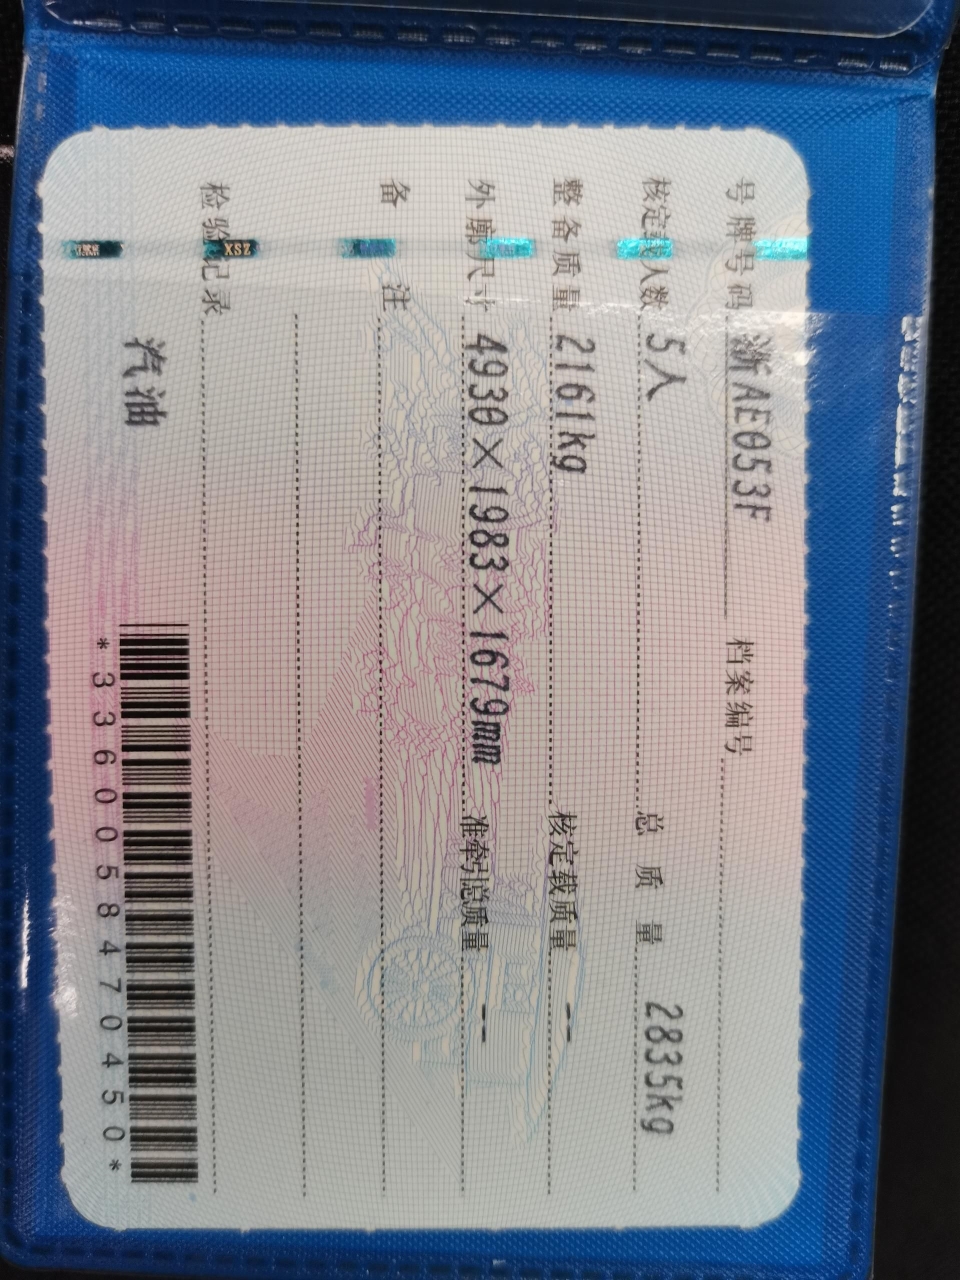 号牌号码 浙AE053F 档案编号
核定载人数 5人 总质量 2835kg
整备质量 2161kg 核定载质量 --
外廓尺寸 4930×1983×1679mm 准牵引总质量 --
备注
检验记录
XSZ
汽油
*3360058470450*